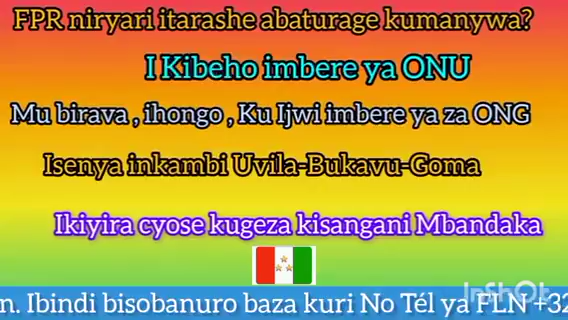 FPR niryari itarashe abaturage kumanywa?
I Kibeho imbere ya ONU
Mu birava , ihongo , Ku Ijwi imbere ya za ONG
Isenya inkambi Uvila-Bukavu-Goma
Ikiyira cyose kugeza kisangani Mbandaka
n. Ibindi bisobanuro baza kuri No Tél ya FLN +32
InShOt